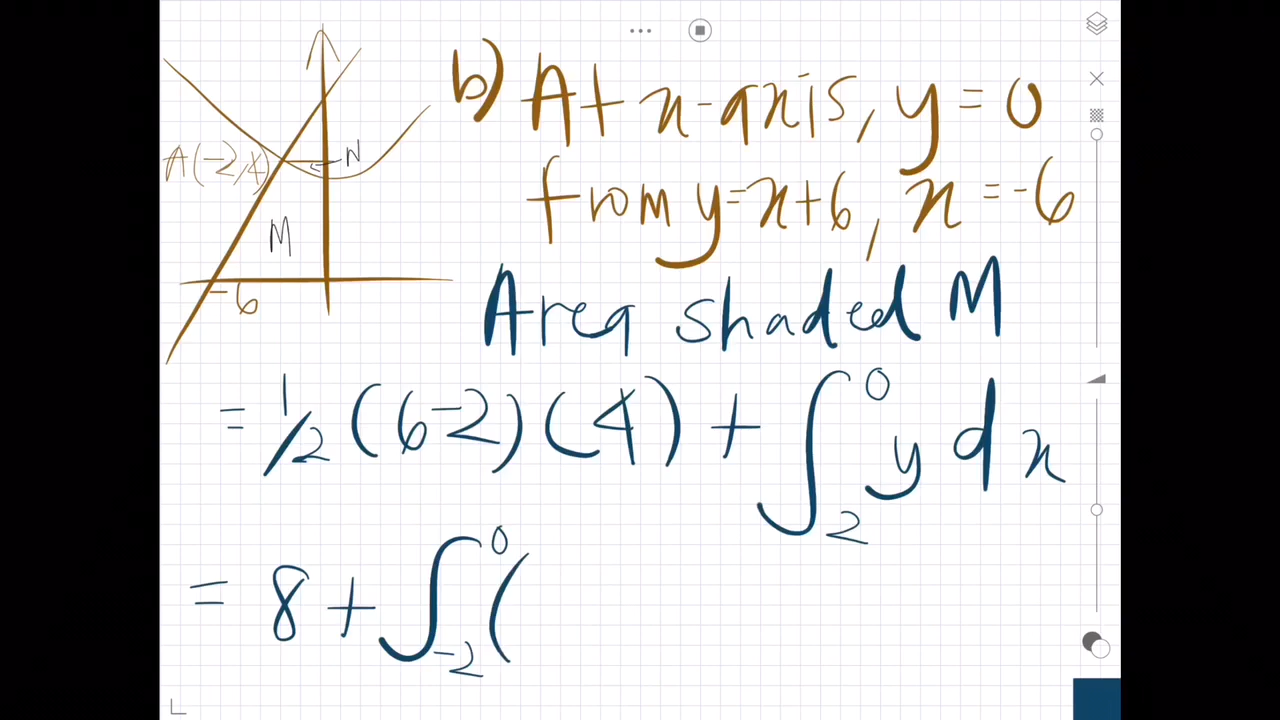 b) At x-axis, y = 0
from y=x+6, x = -6
A(-2,4)
N
M
-6
Area shaded M
= 1/2 (6-2)(4) + ∫₂⁰ y dx
= 8 + ∫₋₂⁰ (